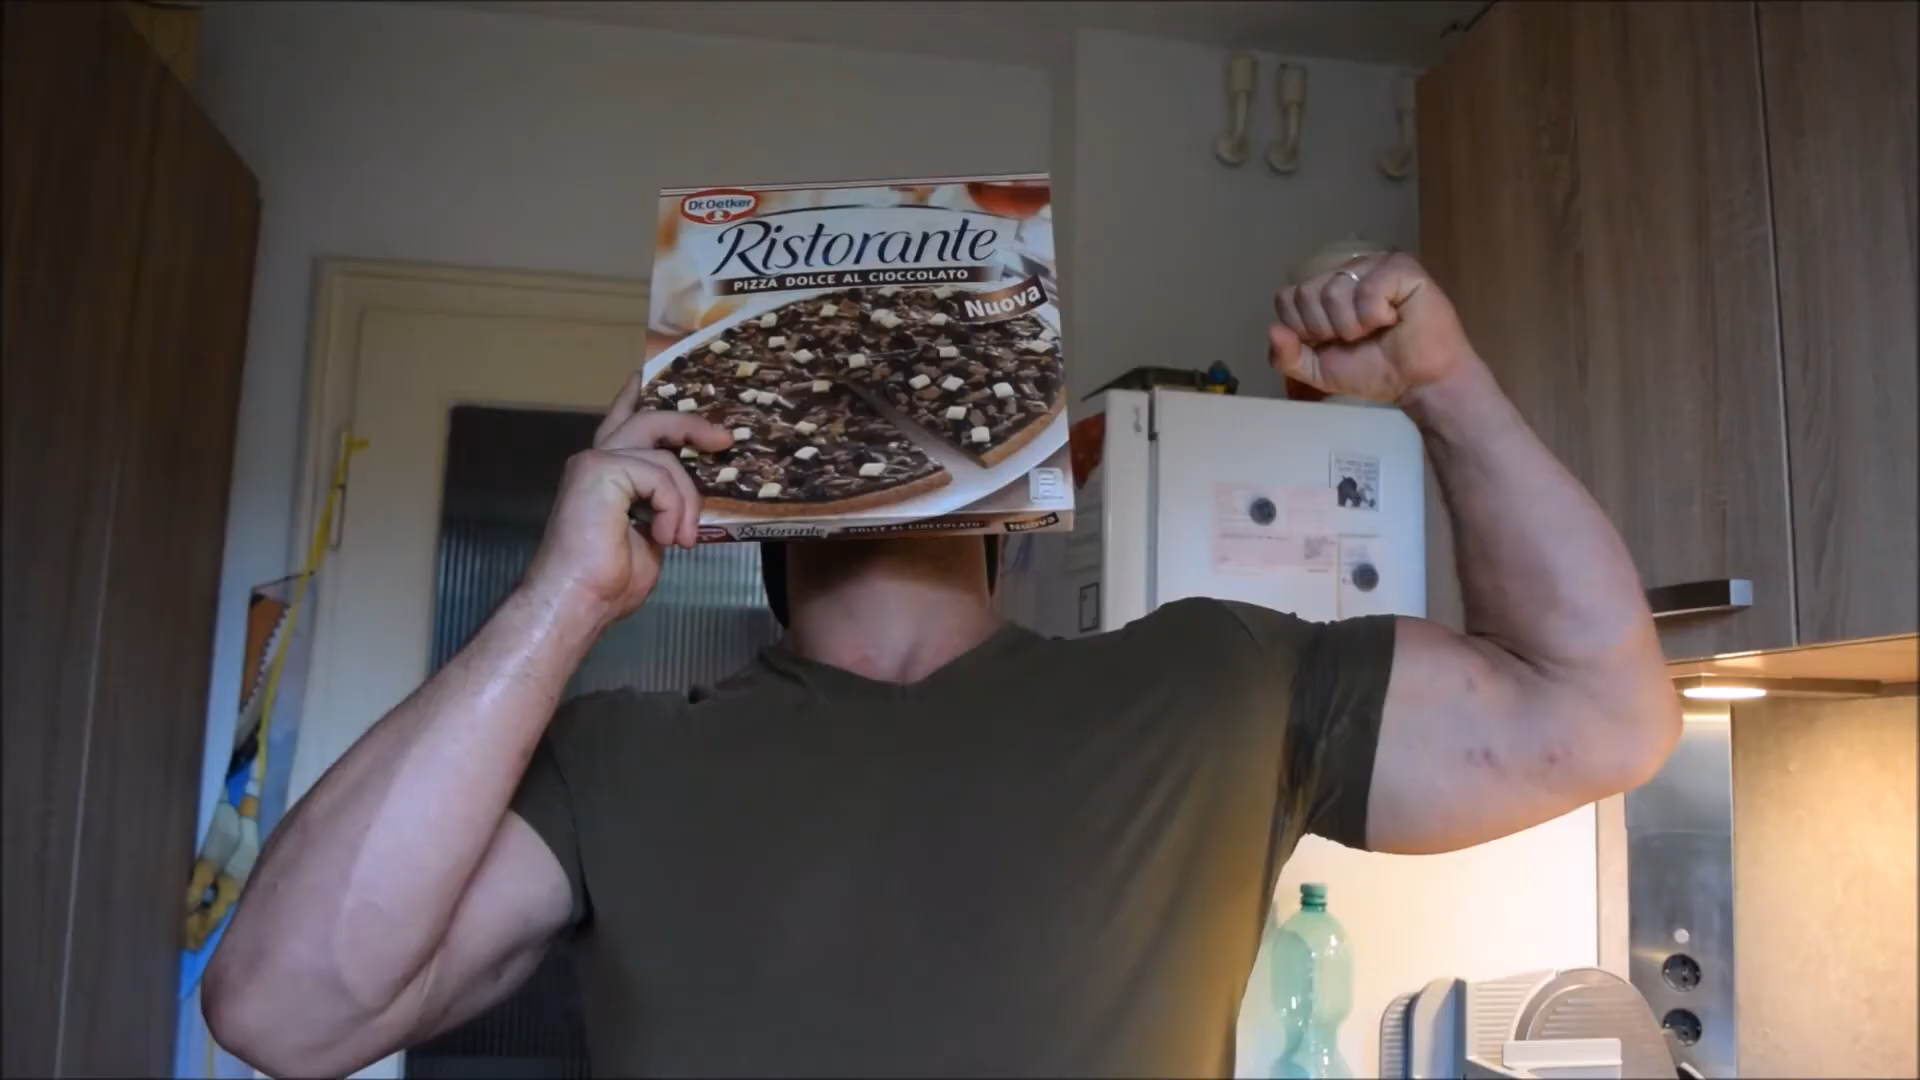 Dr. Oetker
Ristorante
PIZZA DOLCE AL CIOCCOLATO
Nuova
Ristorante DOLCE AL CIOCCOLATO Nuova